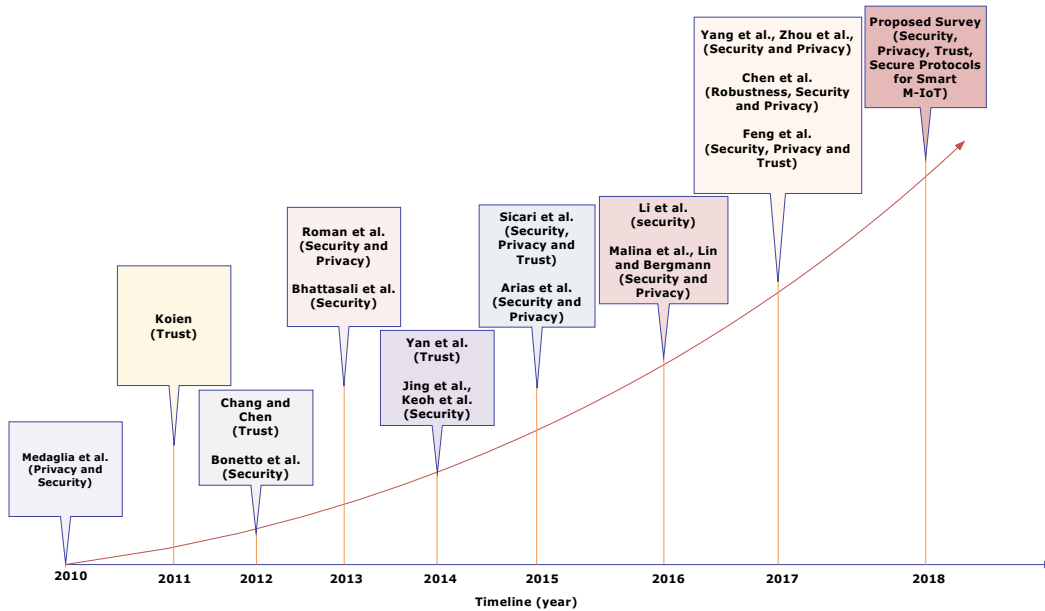 Medaglia et al.
(Privacy and
Security)
Koien
(Trust)
Chang and
Chen
(Trust)
Bonetto et al.
(Security)
Roman et al.
(Security and
Privacy)
Bhattasali et al.
(Security)
Yan et al.
(Trust)
Jing et al.,
Keoh et al.
(Security)
Sicari et al.
(Security,
Privacy and
Trust)
Arias et al.
(Security and
Privacy)
Li et al.
(security)
Malina et al., Lin
and Bergmann
(Security and
Privacy)
Yang et al., Zhou et al.,
(Security and Privacy)
Chen et al.
(Robustness, Security
and Privacy)
Feng et al.
(Security, Privacy and
Trust)
Proposed Survey
(Security,
Privacy, Trust,
Secure Protocols
for Smart
M-IoT)
2010
2011
2012
2013
2014
2015
2016
2017
2018
Timeline (year)